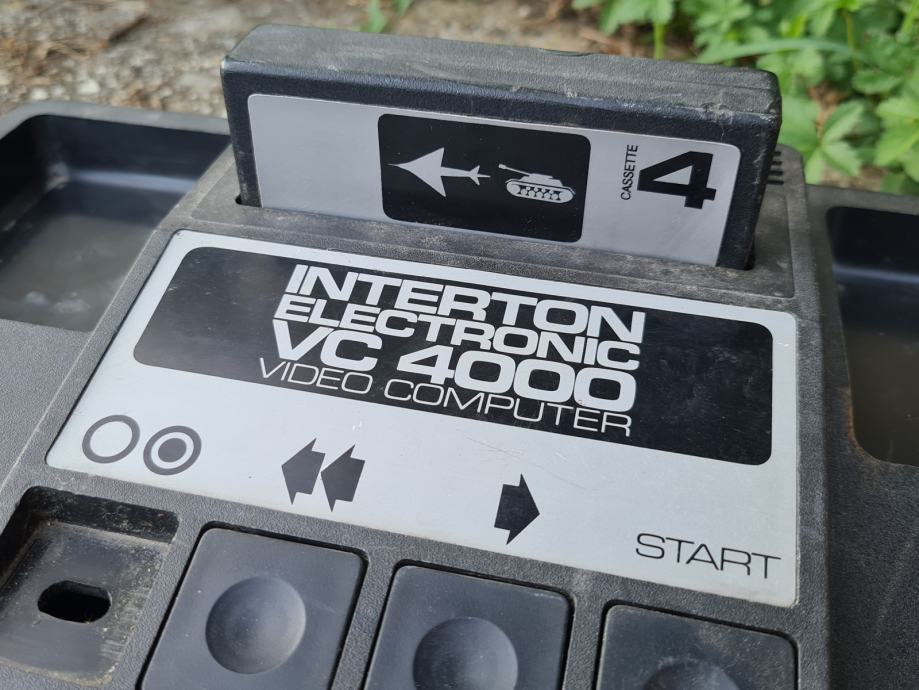 CASSETTE
4
INTERTON
ELECTRONIC
VC 4000
VIDEO COMPUTER
START